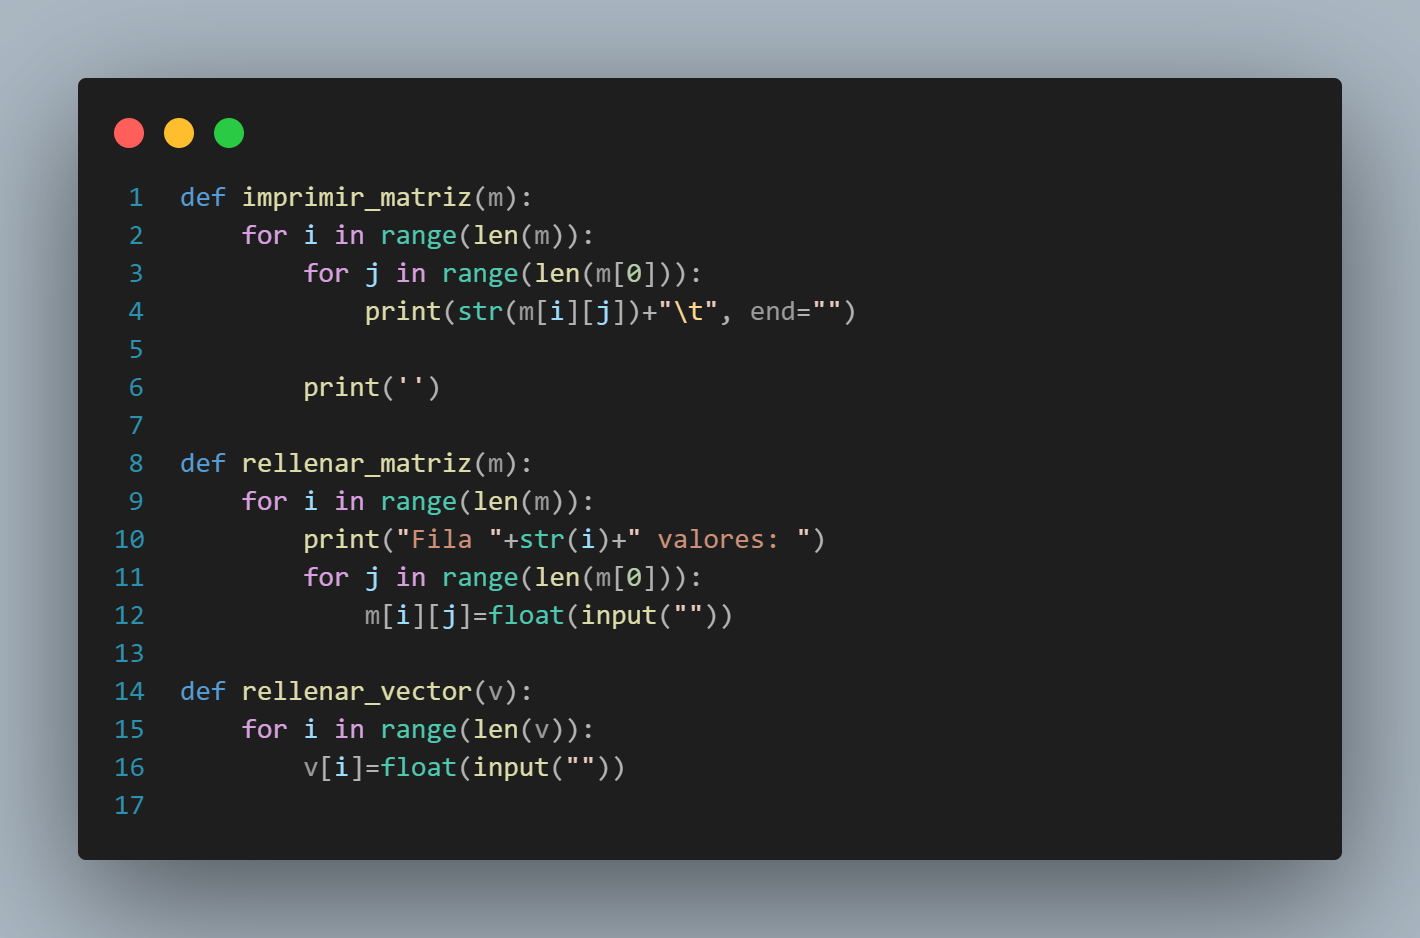 1 def imprimir_matriz(m):
2     for i in range(len(m)):
3         for j in range(len(m[0])):
4             print(str(m[i][j])+"\t", end="")
5
6         print('')
7
8 def rellenar_matriz(m):
9     for i in range(len(m)):
10         print("Fila "+str(i)+" valores: ")
11         for j in range(len(m[0])):
12             m[i][j]=float(input(""))
13
14 def rellenar_vector(v):
15     for i in range(len(v)):
16         v[i]=float(input(""))
17